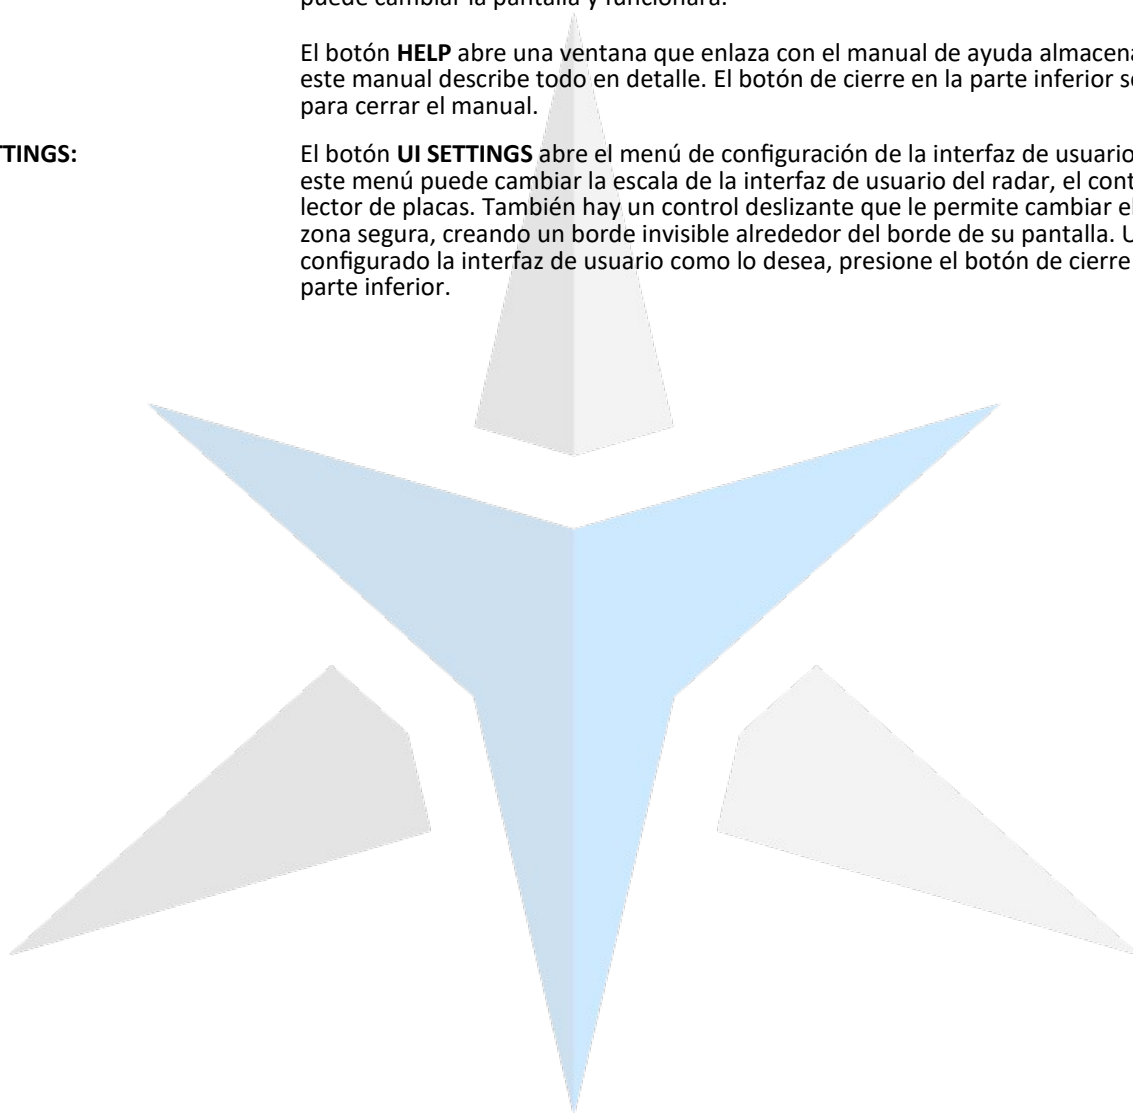 puede cambiar la pantalla y funcionará.
El botón HELP abre una ventana que enlaza con el manual de ayuda
este manual describe todo en detalle. El botón de cierre en la parte inferior
para cerrar el manual.
El botón UI SETTINGS abre el menú de configuración de la interfaz de usuario
este menú puede cambiar la escala de la interfaz de usuario del radar, el
lector de placas. También hay un control deslizante que le permite cambiar
zona segura, creando un borde invisible alrededor del borde de su pantalla.
configurado la interfaz de usuario como lo desea, presione el botón de cierre
parte inferior.